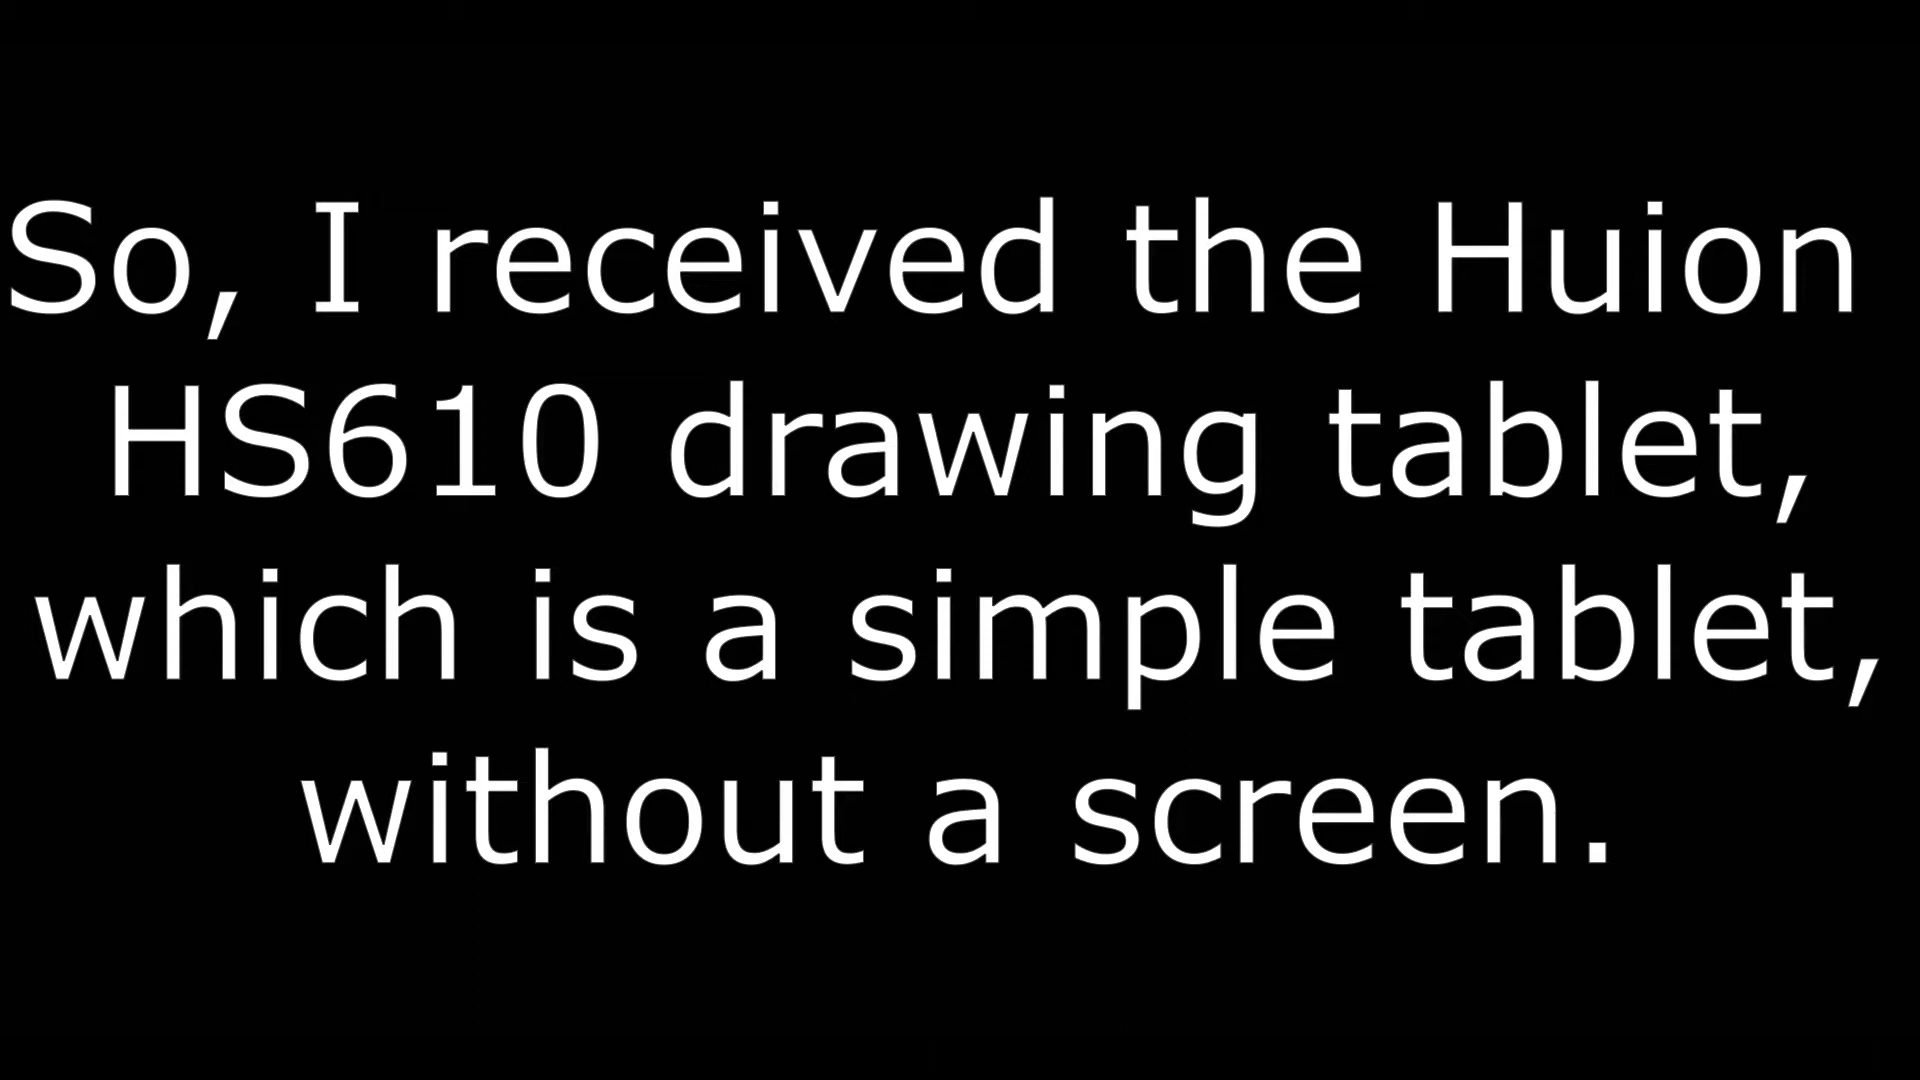 So, I received the Huion
HS610 drawing tablet,
which is a simple tablet,
without a screen.